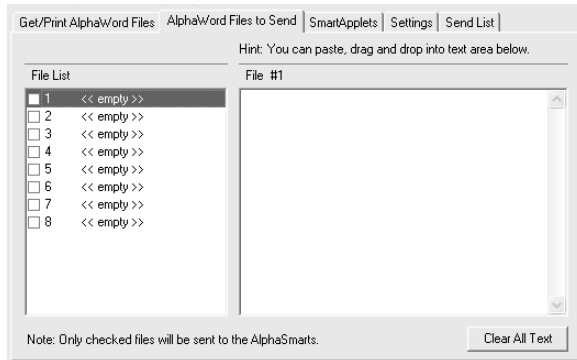 Get/Print AlphaWord Files AlphaWord Files to Send SmartApplets Settings Send List
Hint: You can paste, drag and drop into text area below.
File List File #1
1 << empty >>
2 << empty >>
3 << empty >>
4 << empty >>
5 << empty >>
6 << empty >>
7 << empty >>
8 << empty >>
Note: Only checked files will be sent to the AlphaSmarts. Clear All Text